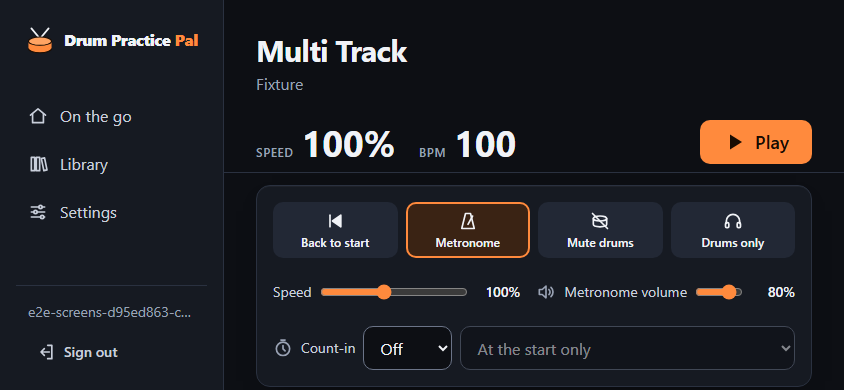 Drum Practice Pal
On the go
Library
Settings
e2e-screens-d95ed863-c...
Sign out
Multi Track
Fixture
SPEED 100% BPM 100
Play
Back to start
Metronome
Mute drums
Drums only
Speed 100% Metronome volume 80%
Count-in Off At the start only